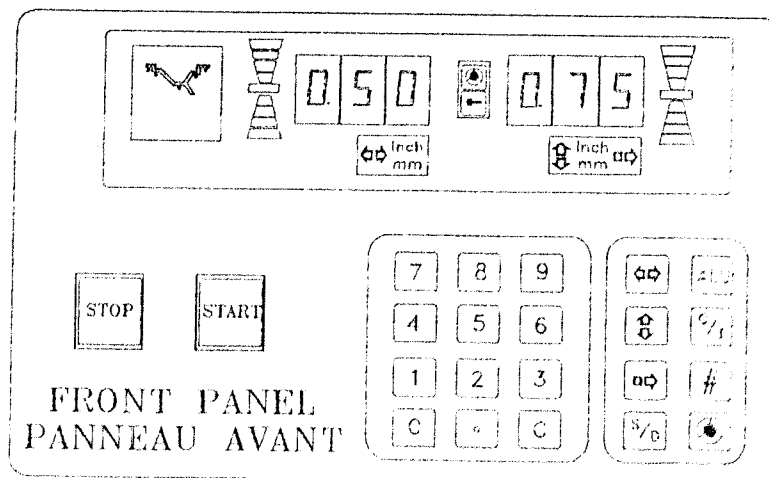 0.50 0.75
Inch
mm
Inch
mm
7 8 9
4 5 6
1 2 3
C . C
S/D
STOP START
FRONT PANEL
PANNEAU AVANT